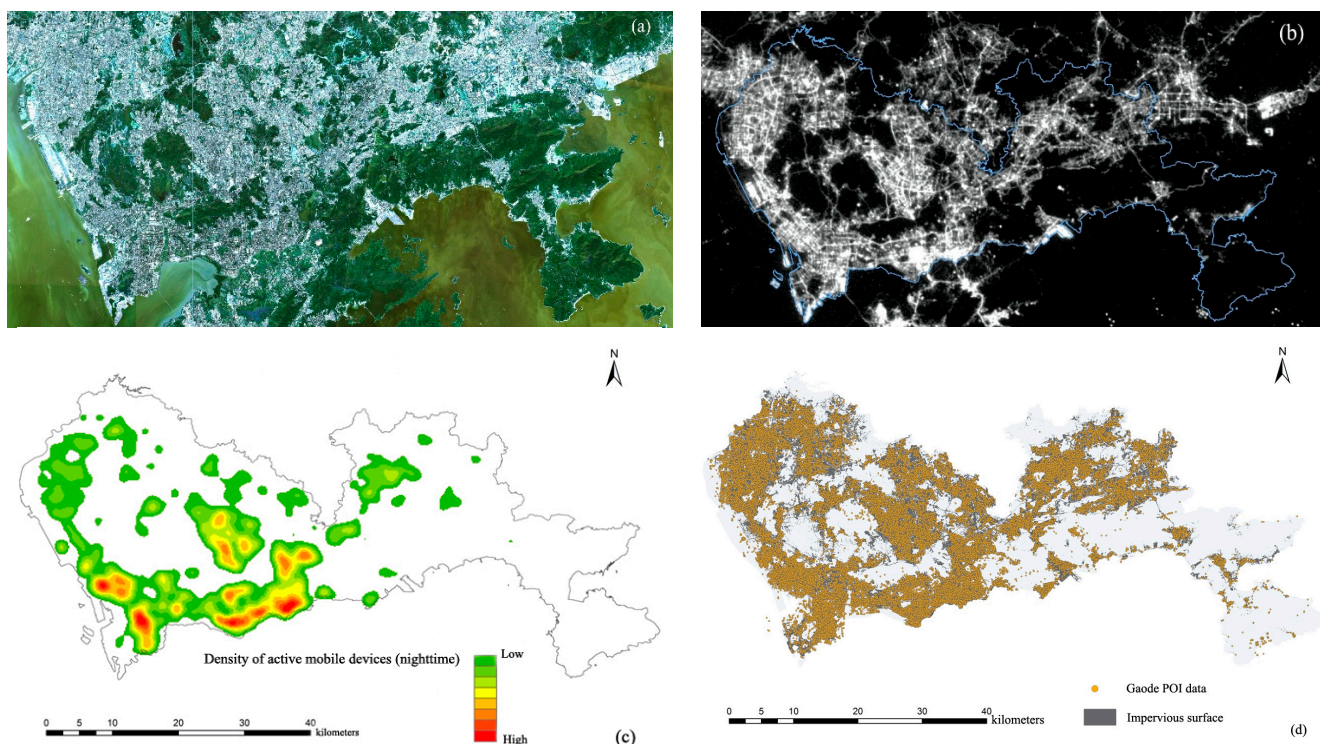 (a)
(b)
N
N
Density of active mobile devices (nighttime)
Low
High
0 5 10 20 30 40
kilometers
(c)
Gaode POI data
Impervious surface
0 5 10 20 30 40
kilometers
(d)